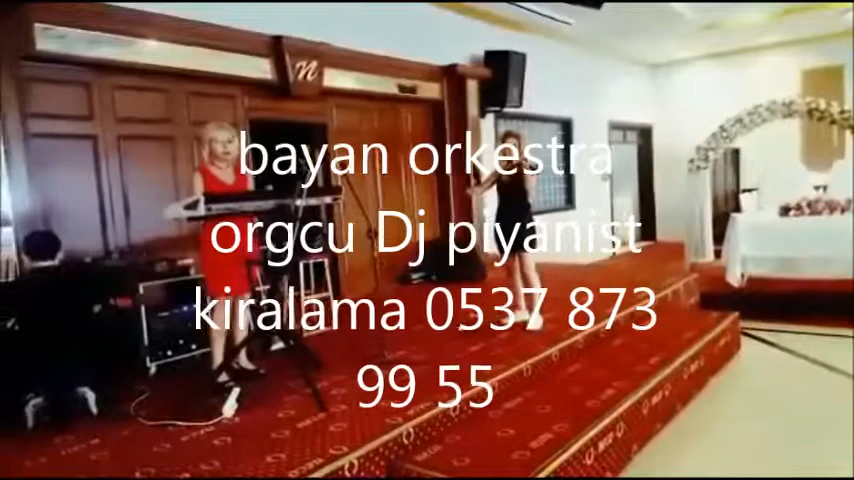 n
bayan orkestra
orgcu Dj piyanist
kiralama 0537 873
99 55